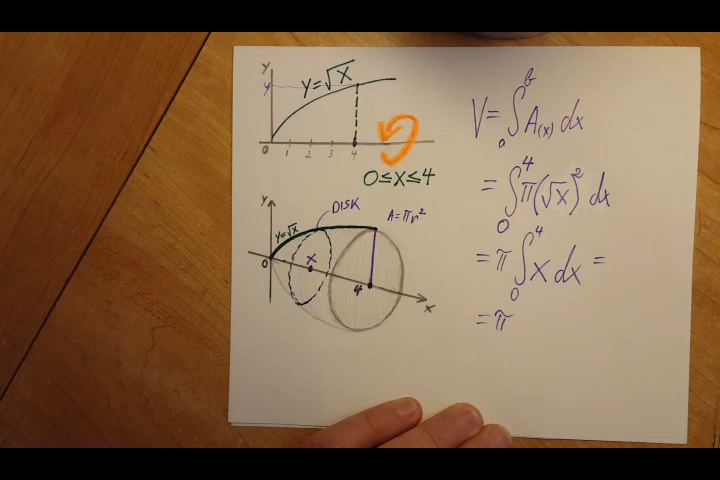 y
y
y=√x
0 1 2 3 4
0≤x≤4
y
DISK
A=πr²
y=√x
0
x
4
x
V=∫₀ᵇ A(x) dx
=∫₀⁴ π(√x)² dx
=π∫₀⁴ x dx =
=π